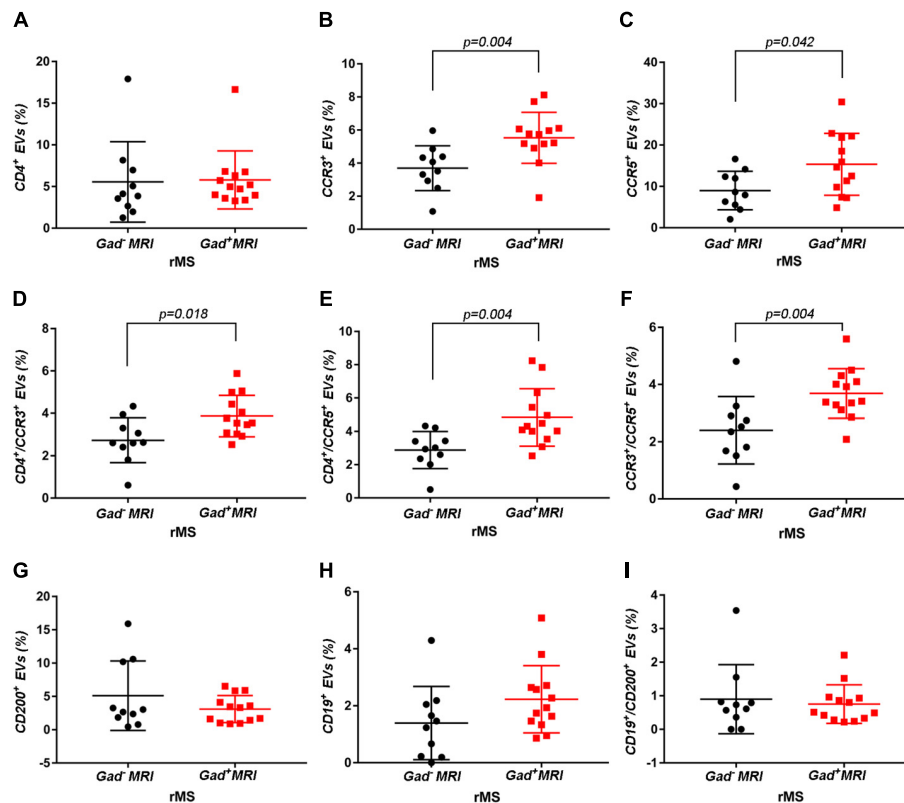 A
CD4+ EVs (%)
20
15
10
5
0
Gad- MRI
Gad+MRI
rMS
B
p=0.004
CCR3+ EVs (%)
10
8
6
4
2
0
Gad- MRI
Gad+MRI
rMS
C
p=0.042
CCR5+ EVs (%)
40
30
20
10
0
Gad- MRI
Gad+MRI
rMS
D
p=0.018
CD4+/CCR3+ EVs (%)
8
6
4
2
0
Gad- MRI
Gad+MRI
rMS
E
p=0.004
CD4+/CCR5+ EVs (%)
10
8
6
4
2
0
Gad- MRI
Gad+MRI
rMS
F
p=0.004
CCR3+/CCR5+ EVs (%)
6
4
2
0
Gad- MRI
Gad+MRI
rMS
G
CD200+ EVs (%)
20
15
10
5
0
-5
Gad- MRI
Gad+MRI
rMS
H
CD19+ EVs (%)
6
4
2
0
Gad- MRI
Gad+MRI
rMS
I
CD19+/CD200+ EVs (%)
4
3
2
1
0
-1
Gad- MRI
Gad+MRI
rMS